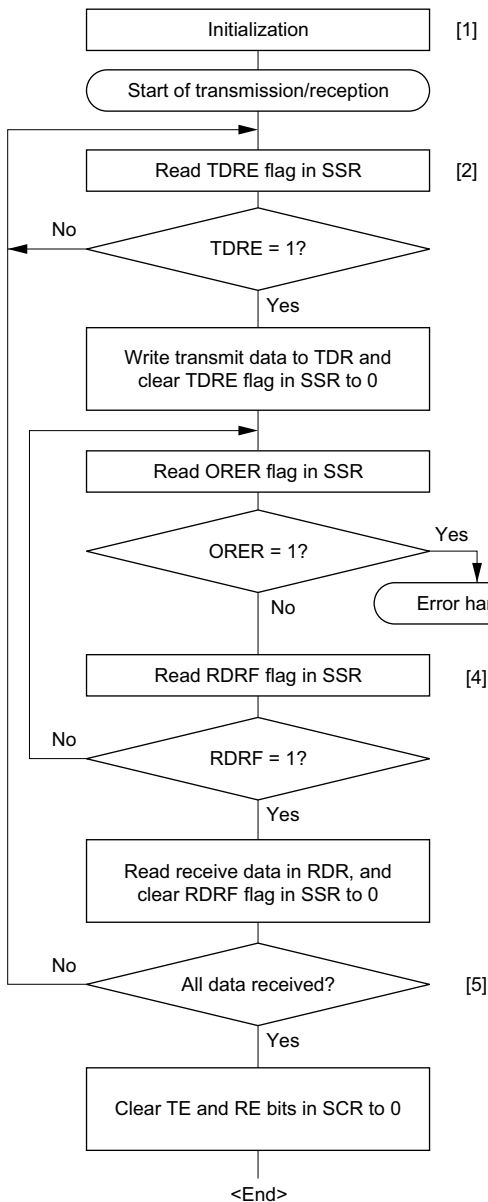 Initialization
[1]
Start of transmission/reception
Read TDRE flag in SSR
[2]
No
TDRE = 1?
Yes
Write transmit data to TDR and
clear TDRE flag in SSR to 0
Read ORER flag in SSR
ORER = 1?
Yes
No
Error
Read RDRF flag in SSR
[4]
No
RDRF = 1?
Yes
Read receive data in RDR, and
clear RDRF flag in SSR to 0
No
All data received?
[5]
Yes
Clear TE and RE bits in SCR to 0
<End>